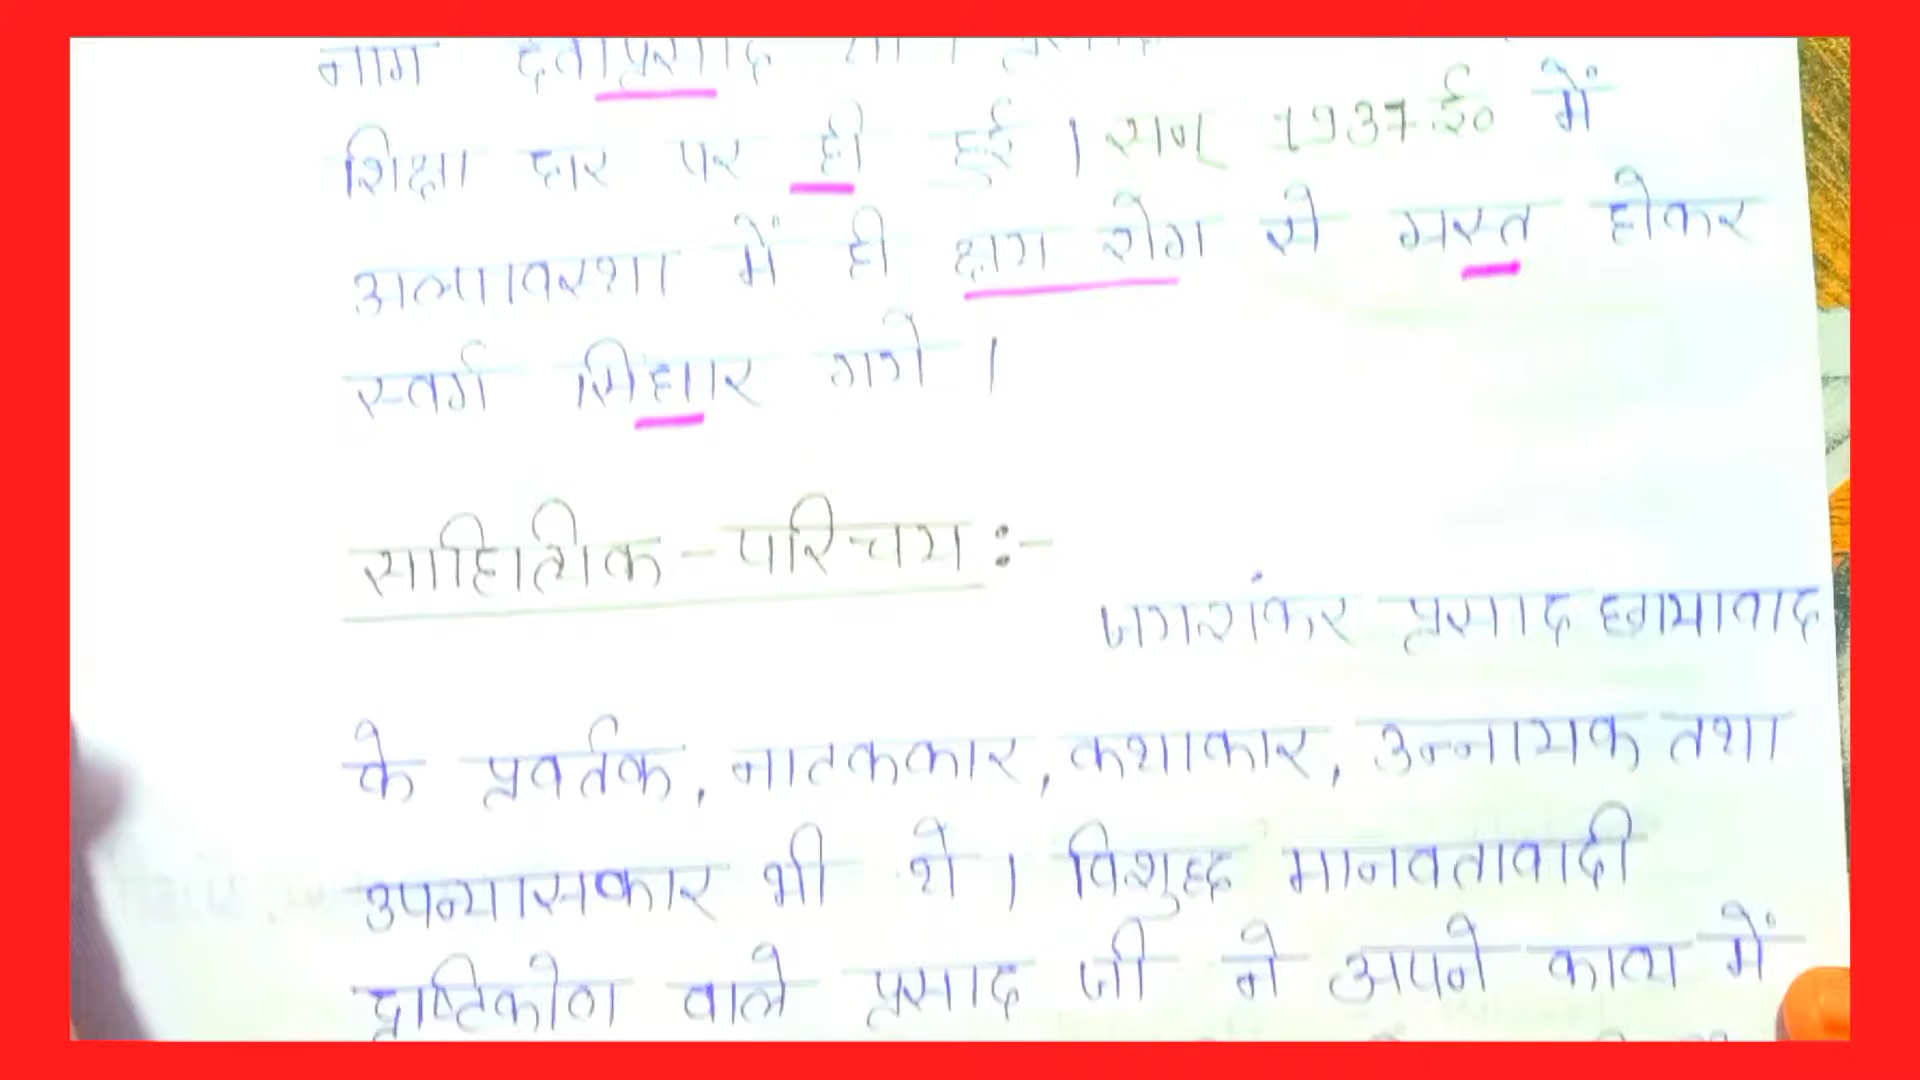 नाम देवीप्रसाद था।
शिक्षा घर पर ही हुई । सन् 1937 ई० में
अल्पावस्था में ही क्षय रोग से ग्रस्त होकर
स्वर्ग सिधार गये ।
साहित्यिक - परिचय :-
जयशंकर प्रसाद छायावाद
के प्रवर्तक, नाटककार, कथाकार, उन्नायक तथा
उपन्यासकार भी थे । विशुद्ध मानवतावादी
दृष्टिकोण वाले प्रसाद जी ने अपने काव्य में